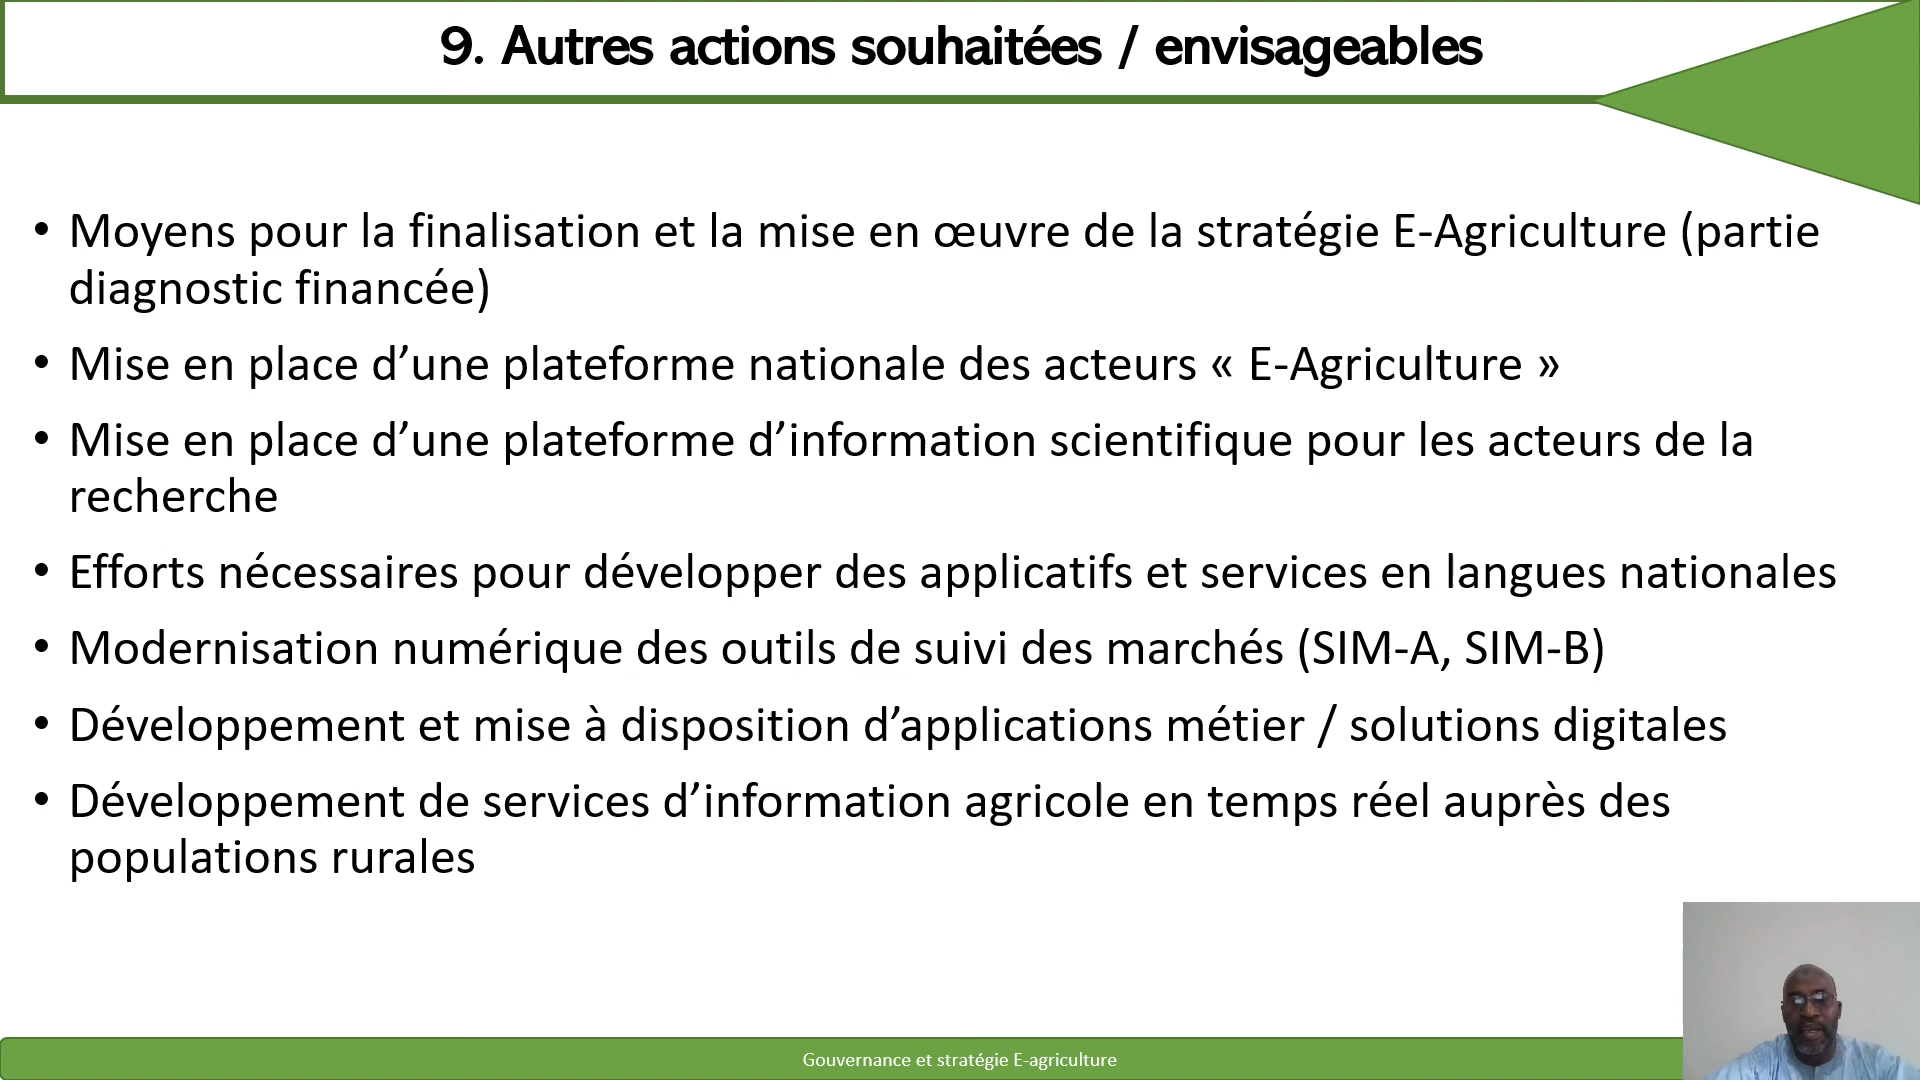 9. Autres actions souhaitées / envisageables
• Moyens pour la finalisation et la mise en œuvre de la stratégie E-Agriculture (partie
diagnostic financée)
• Mise en place d’une plateforme nationale des acteurs « E-Agriculture »
• Mise en place d’une plateforme d’information scientifique pour les acteurs de la
recherche
• Efforts nécessaires pour développer des applicatifs et services en langues nationales
• Modernisation numérique des outils de suivi des marchés (SIM-A, SIM-B)
• Développement et mise à disposition d’applications métier / solutions digitales
• Développement de services d’information agricole en temps réel auprès des
populations rurales
Gouvernance et stratégie E-agriculture